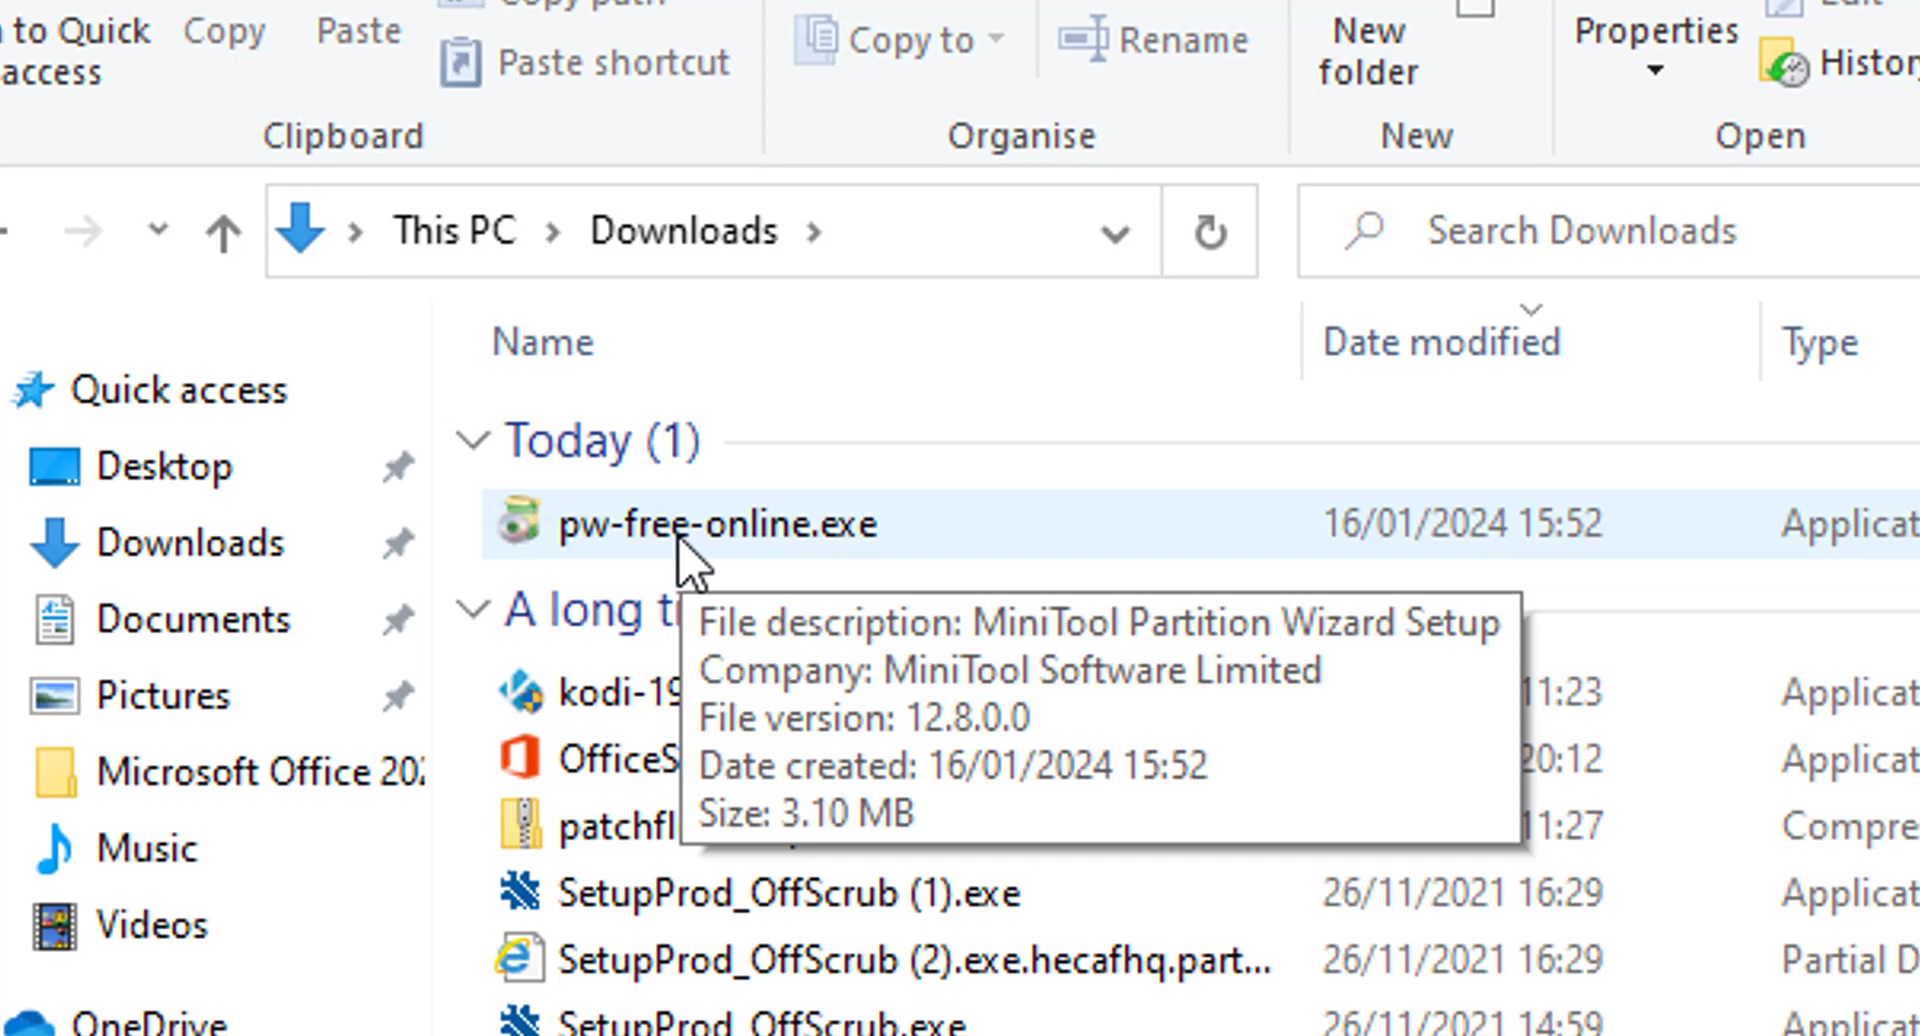 to Quick
access
Copy
Paste
Copy path
Paste shortcut
Copy to
Rename
New
folder
Properties
Edit
History
Clipboard
Organise
New
Open
This PC
Downloads
Search Downloads
Name
Date modified
Type
Quick access
Desktop
Downloads
Documents
Pictures
Microsoft Office 202
Music
Videos
OneDrive
Today (1)
pw-free-online.exe 16/01/2024 15:52 Applicat
A long ti
File description: MiniTool Partition Wizard Setup
Company: MiniTool Software Limited
File version: 12.8.0.0
Date created: 16/01/2024 15:52
Size: 3.10 MB
kodi-19 11:23 Applicat
OfficeS 20:12 Applicat
patchfl 11:27 Compre
SetupProd_OffScrub (1).exe 26/11/2021 16:29 Applicat
SetupProd_OffScrub (2).exe.hecafhq.part... 26/11/2021 16:29 Partial D
SetupProd_OffScrub.exe 26/11/2021 14:59 Applicat